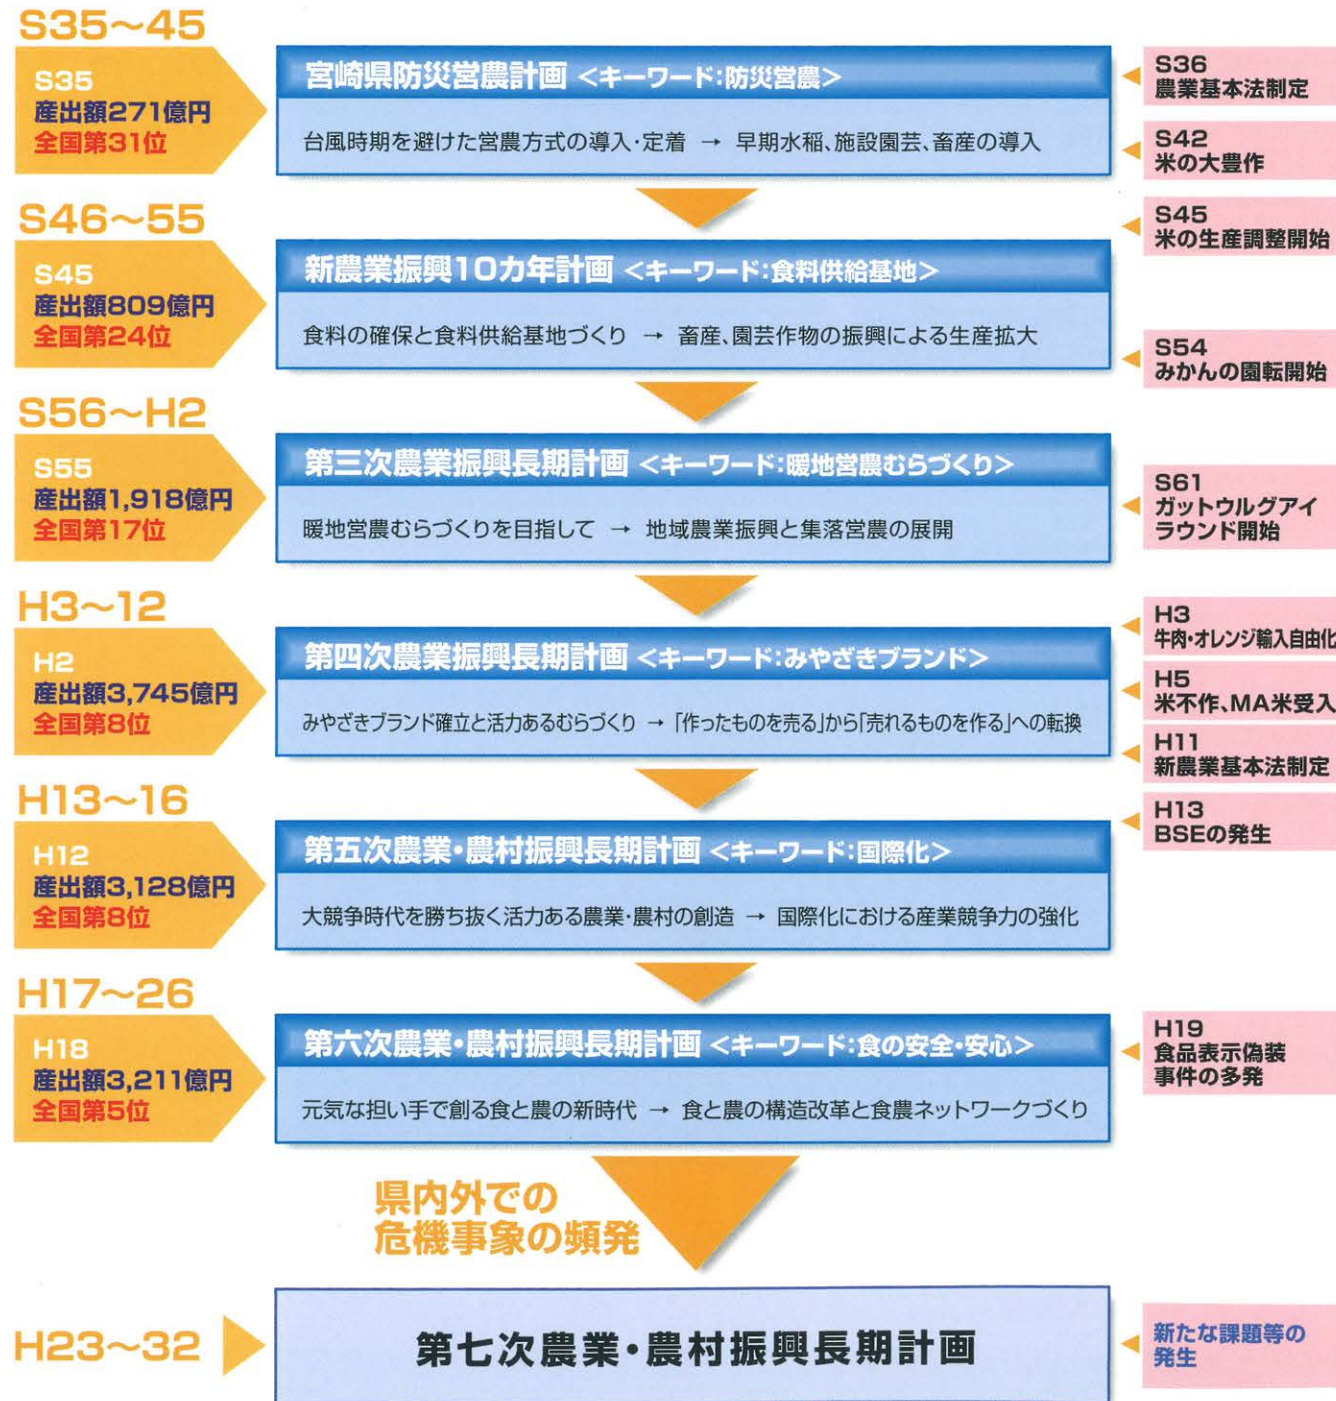 S35～45
S35
産出額271億円
全国第31位
宮崎県防災営農計画 <キーワード:防災営農>
台風時期を避けた営農方式の導入・定着 → 早期水稲、施設園芸、畜産の導入
S36
農業基本法制定
S42
米の大豊作
S46～55
S45
産出額809億円
全国第24位
新農業振興10カ年計画 <キーワード:食料供給基地>
食料の確保と食料供給基地づくり → 畜産、園芸作物の振興による生産拡大
S45
米の生産調整開始
S54
みかんの園転開始
S56～H2
S55
産出額1,918億円
全国第17位
第三次農業振興長期計画 <キーワード:暖地営農むらづくり>
暖地営農むらづくりを目指して → 地域農業振興と集落営農の展開
S61
ガットウルグアイ
ラウンド開始
H3～12
H2
産出額3,745億円
全国第8位
第四次農業振興長期計画 <キーワード:みやざきブランド>
みやざきブランド確立と活力あるむらづくり → 「作ったものを売る」から「売れるものを作る」への転換
H3
牛肉・オレンジ輸入自由化
H5
米不作、MA米受入
H11
新農業基本法制定
H13～16
H12
産出額3,128億円
全国第8位
第五次農業・農村振興長期計画 <キーワード:国際化>
大競争時代を勝ち抜く活力ある農業・農村の創造 → 国際化における産業競争力の強化
H13
BSEの発生
H17～26
H18
産出額3,211億円
全国第5位
第六次農業・農村振興長期計画 <キーワード:食の安全・安心>
元気な担い手で創る食と農の新時代 → 食と農の構造改革と食農ネットワークづくり
H19
食品表示偽装
事件の多発
県内外での
危機事象の頻発
H23～32
第七次農業・農村振興長期計画
新たな課題等の
発生